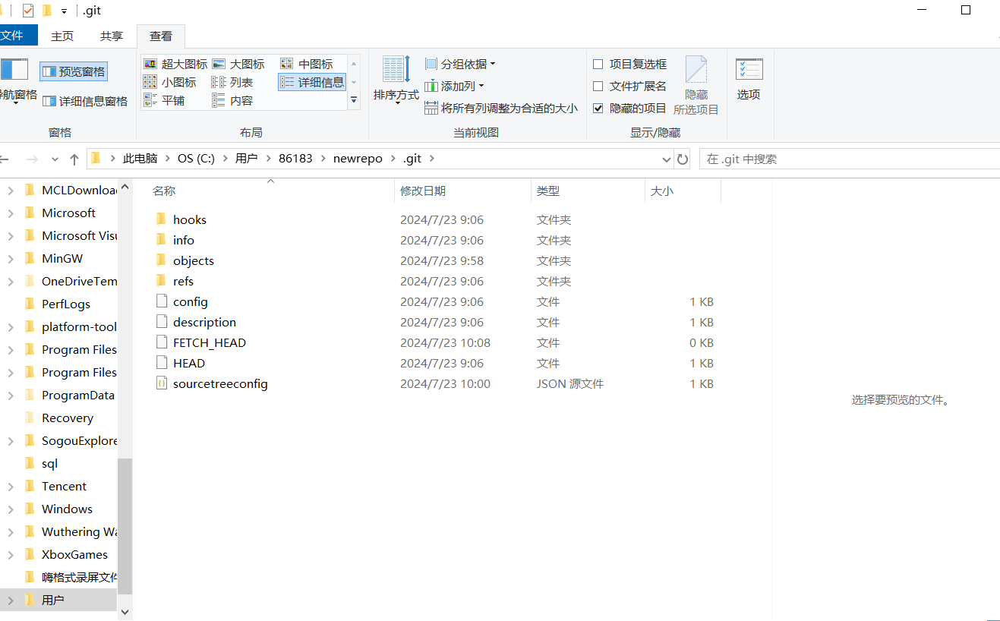 .git
文件 主页 共享 查看
预览窗格 超大图标 大图标 中图标 分组依据 项目复选框
小图标 列表 详细信息 添加列 文件扩展名
航窗格 详细信息窗格 平铺 内容 排序方式 将所有列调整为合适的大小 隐藏的项目 隐藏 所选项目 选项
窗格 布局 当前视图 显示/隐藏
此电脑 OS (C:) 用户 86183 newrepo .git 在 .git 中搜索
名称 修改日期 类型 大小
MCLDownloa
Microsoft
Microsoft Visu
MinGW
OneDriveTem
PerfLogs
platform-tool
Program Files
Program Files
ProgramData
Recovery
SogouExplore
sql
Tencent
Windows
Wuthering Wa
XboxGames
嗨格式录屏文件
用户
hooks 2024/7/23 9:06 文件夹
info 2024/7/23 9:06 文件夹
objects 2024/7/23 9:58 文件夹
refs 2024/7/23 9:06 文件夹
config 2024/7/23 9:06 文件 1 KB
description 2024/7/23 9:06 文件 1 KB
FETCH_HEAD 2024/7/23 10:08 文件 0 KB
HEAD 2024/7/23 9:06 文件 1 KB
sourcetreeconfig 2024/7/23 10:00 JSON 源文件 1 KB
选择要预览的文件。